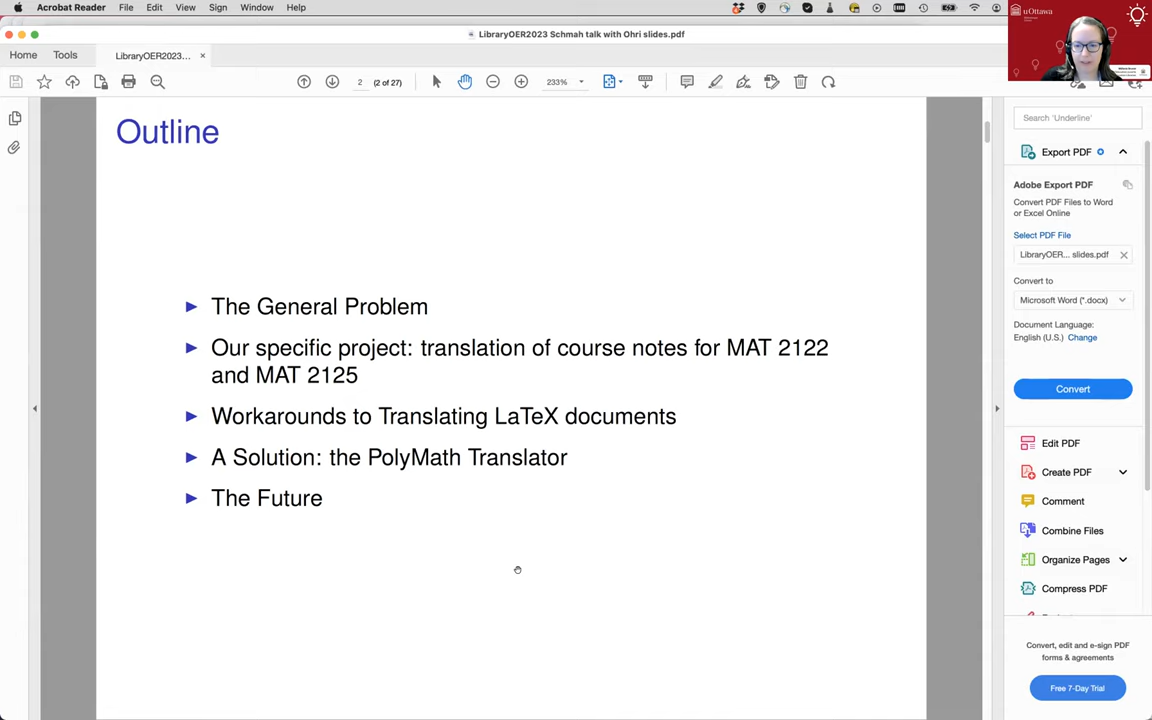 Acrobat Reader File Edit View Sign Window Help
LibraryOER2023 Schmah talk with Ohri slides.pdf
uOttawa
Home Tools LibraryOER2023... ×
2 (2 of 27) 233%
Outline
► The General Problem
► Our specific project: translation of course notes for MAT 2122
and MAT 2125
► Workarounds to Translating LaTeX documents
► A Solution: the PolyMath Translator
► The Future
Search 'Underline'
Export PDF
Adobe Export PDF
Convert PDF Files to Word
or Excel Online
Select PDF File
LibraryOER... slides.pdf
Convert to
Microsoft Word (*.docx)
Document Language:
English (U.S.) Change
Convert
Edit PDF
Create PDF
Comment
Combine Files
Organize Pages
Compress PDF
Convert, edit and e-sign PDF
forms & agreements
Free 7-Day Trial